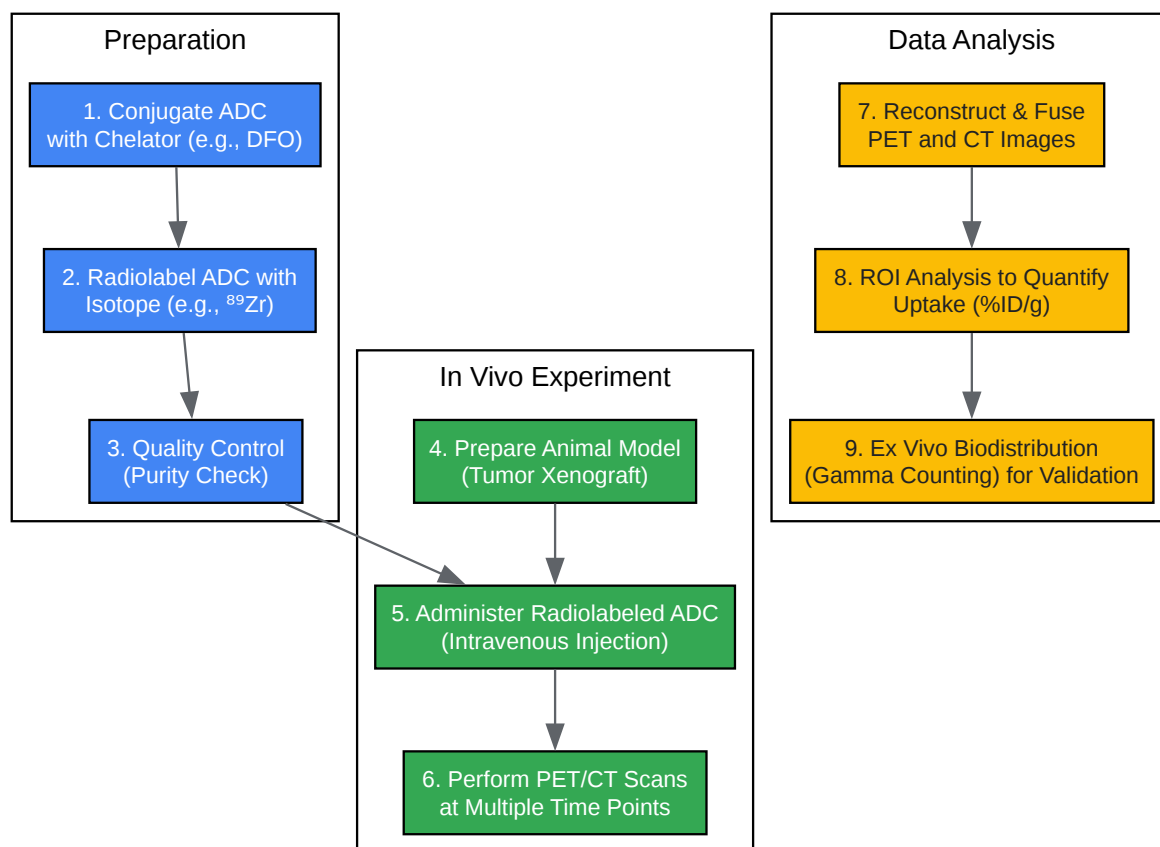 Preparation
1. Conjugate ADC
with Chelator (e.g., DFO)
2. Radiolabel ADC with
Isotope (e.g., ⁸⁹Zr)
3. Quality Control
(Purity Check)
In Vivo Experiment
4. Prepare Animal Model
(Tumor Xenograft)
5. Administer Radiolabeled ADC
(Intravenous Injection)
6. Perform PET/CT Scans
at Multiple Time Points
Data Analysis
7. Reconstruct & Fuse
PET and CT Images
8. ROI Analysis to Quantify
Uptake (%ID/g)
9. Ex Vivo Biodistribution
(Gamma Counting) for Validation